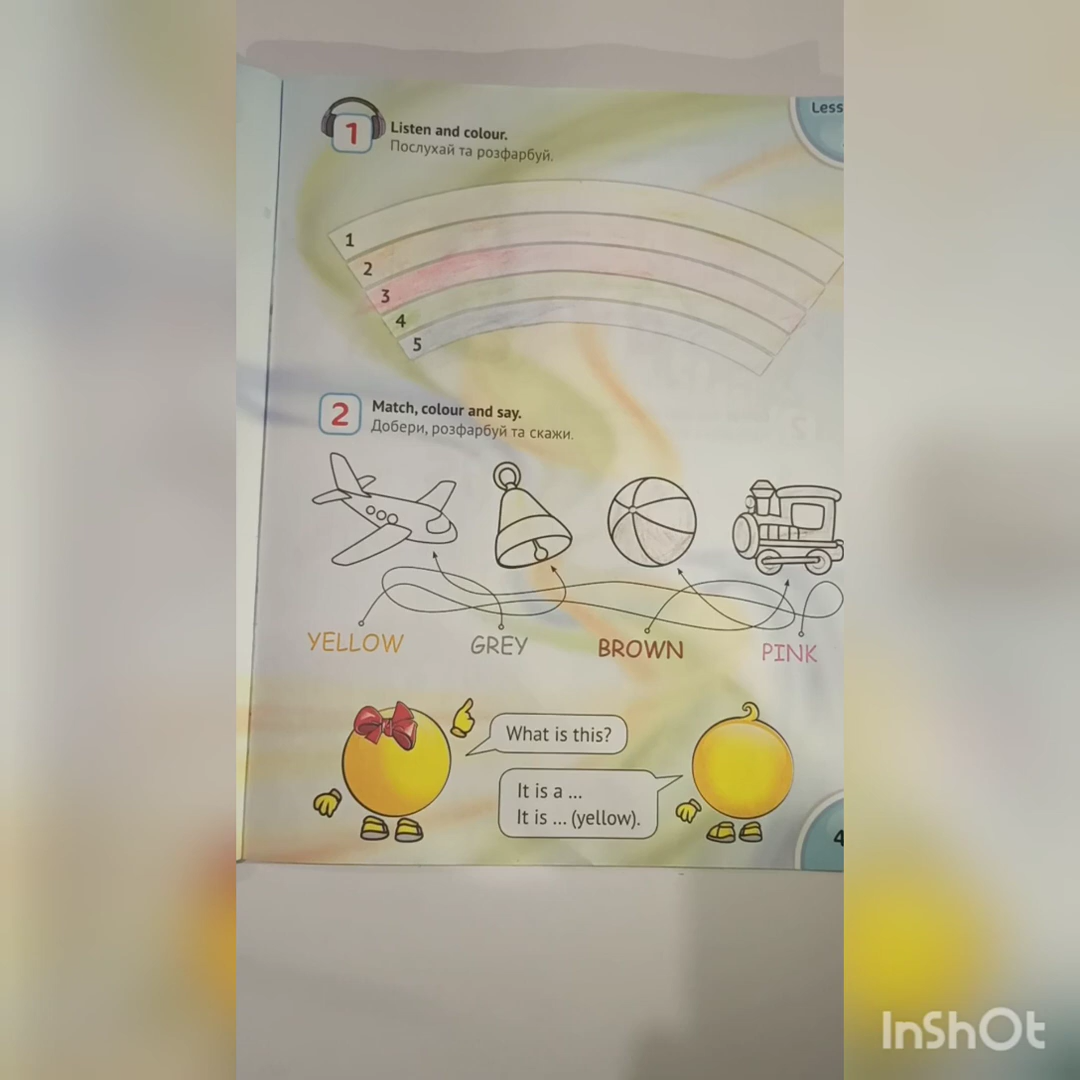 Less
1
Listen and colour.
Послухай та розфарбуй.
1
2
3
4
5
2
Match, colour and say.
Добери, розфарбуй та скажи.
YELLOW GREY BROWN PINK
What is this?
It is a ...
It is ... (yellow).
4
InShOt